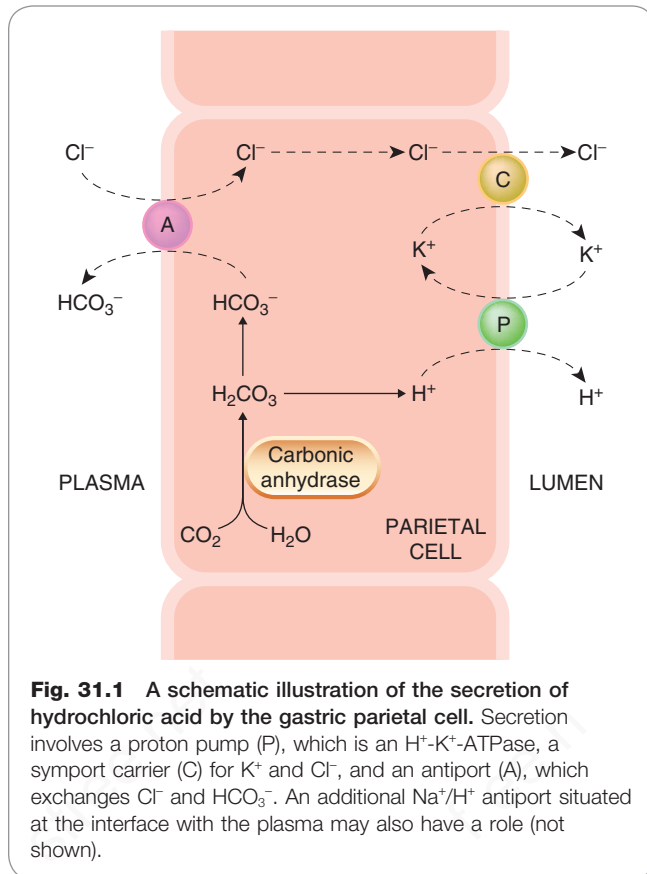 Cl⁻ Cl⁻ Cl⁻ Cl⁻
C
A
K⁺ K⁺
HCO₃⁻ HCO₃⁻
P
H₂CO₃ H⁺ H⁺
Carbonic
anhydrase
PLASMA LUMEN
CO₂ H₂O PARIETAL
CELL
Fig. 31.1 A schematic illustration of the secretion of
hydrochloric acid by the gastric parietal cell. Secretion
involves a proton pump (P), which is an H⁺-K⁺-ATPase, a
symport carrier (C) for K⁺ and Cl⁻, and an antiport (A), which
exchanges Cl⁻ and HCO₃⁻. An additional Na⁺/H⁺ antiport situated
at the interface with the plasma may also have a role (not
shown).